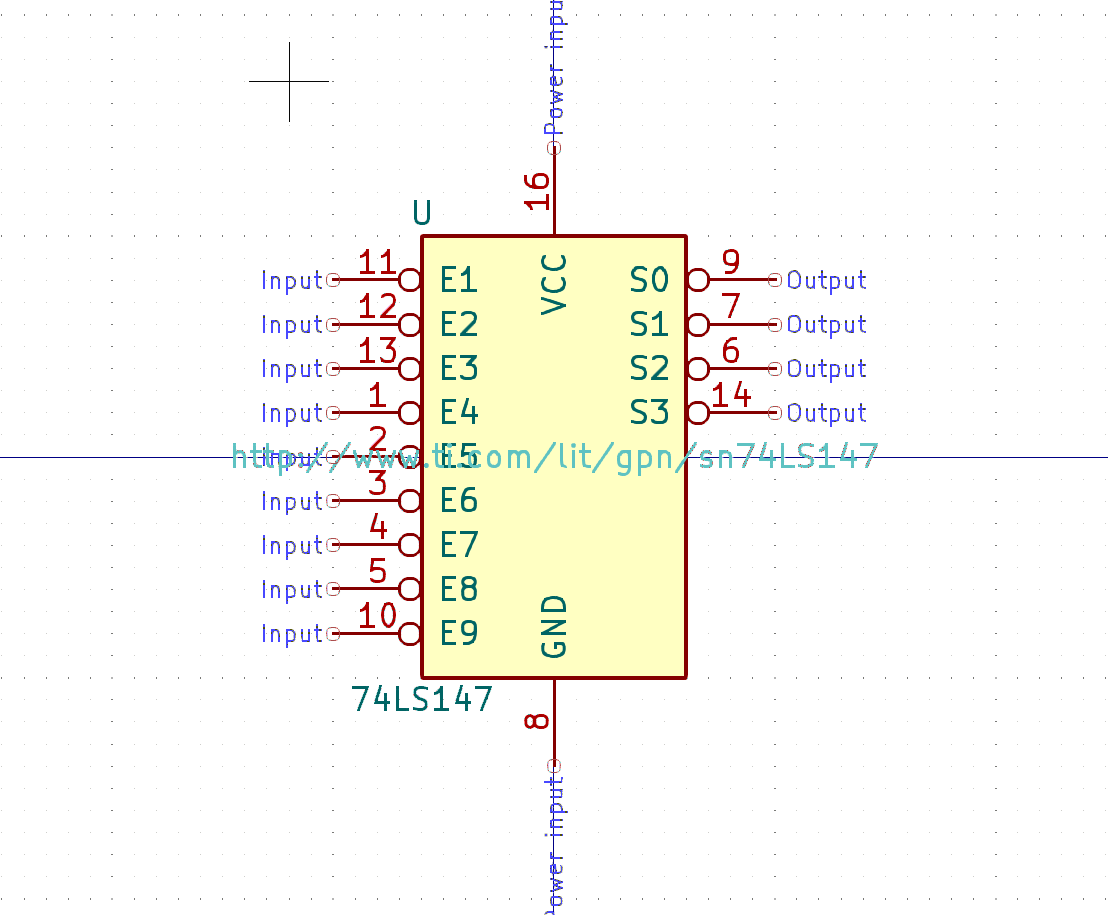 Power inpu
16
U
VCC
Input 11 E1 S0 9 Output
Input 12 E2 S1 7 Output
Input 13 E3 S2 6 Output
Input 1 E4 S3 14 Output
Input 2 E5
http://www.ti.com/lit/gpn/sn74LS147
Input 3 E6
Input 4 E7
Input 5 E8
Input 10 E9
GND
74LS147
8
Power input